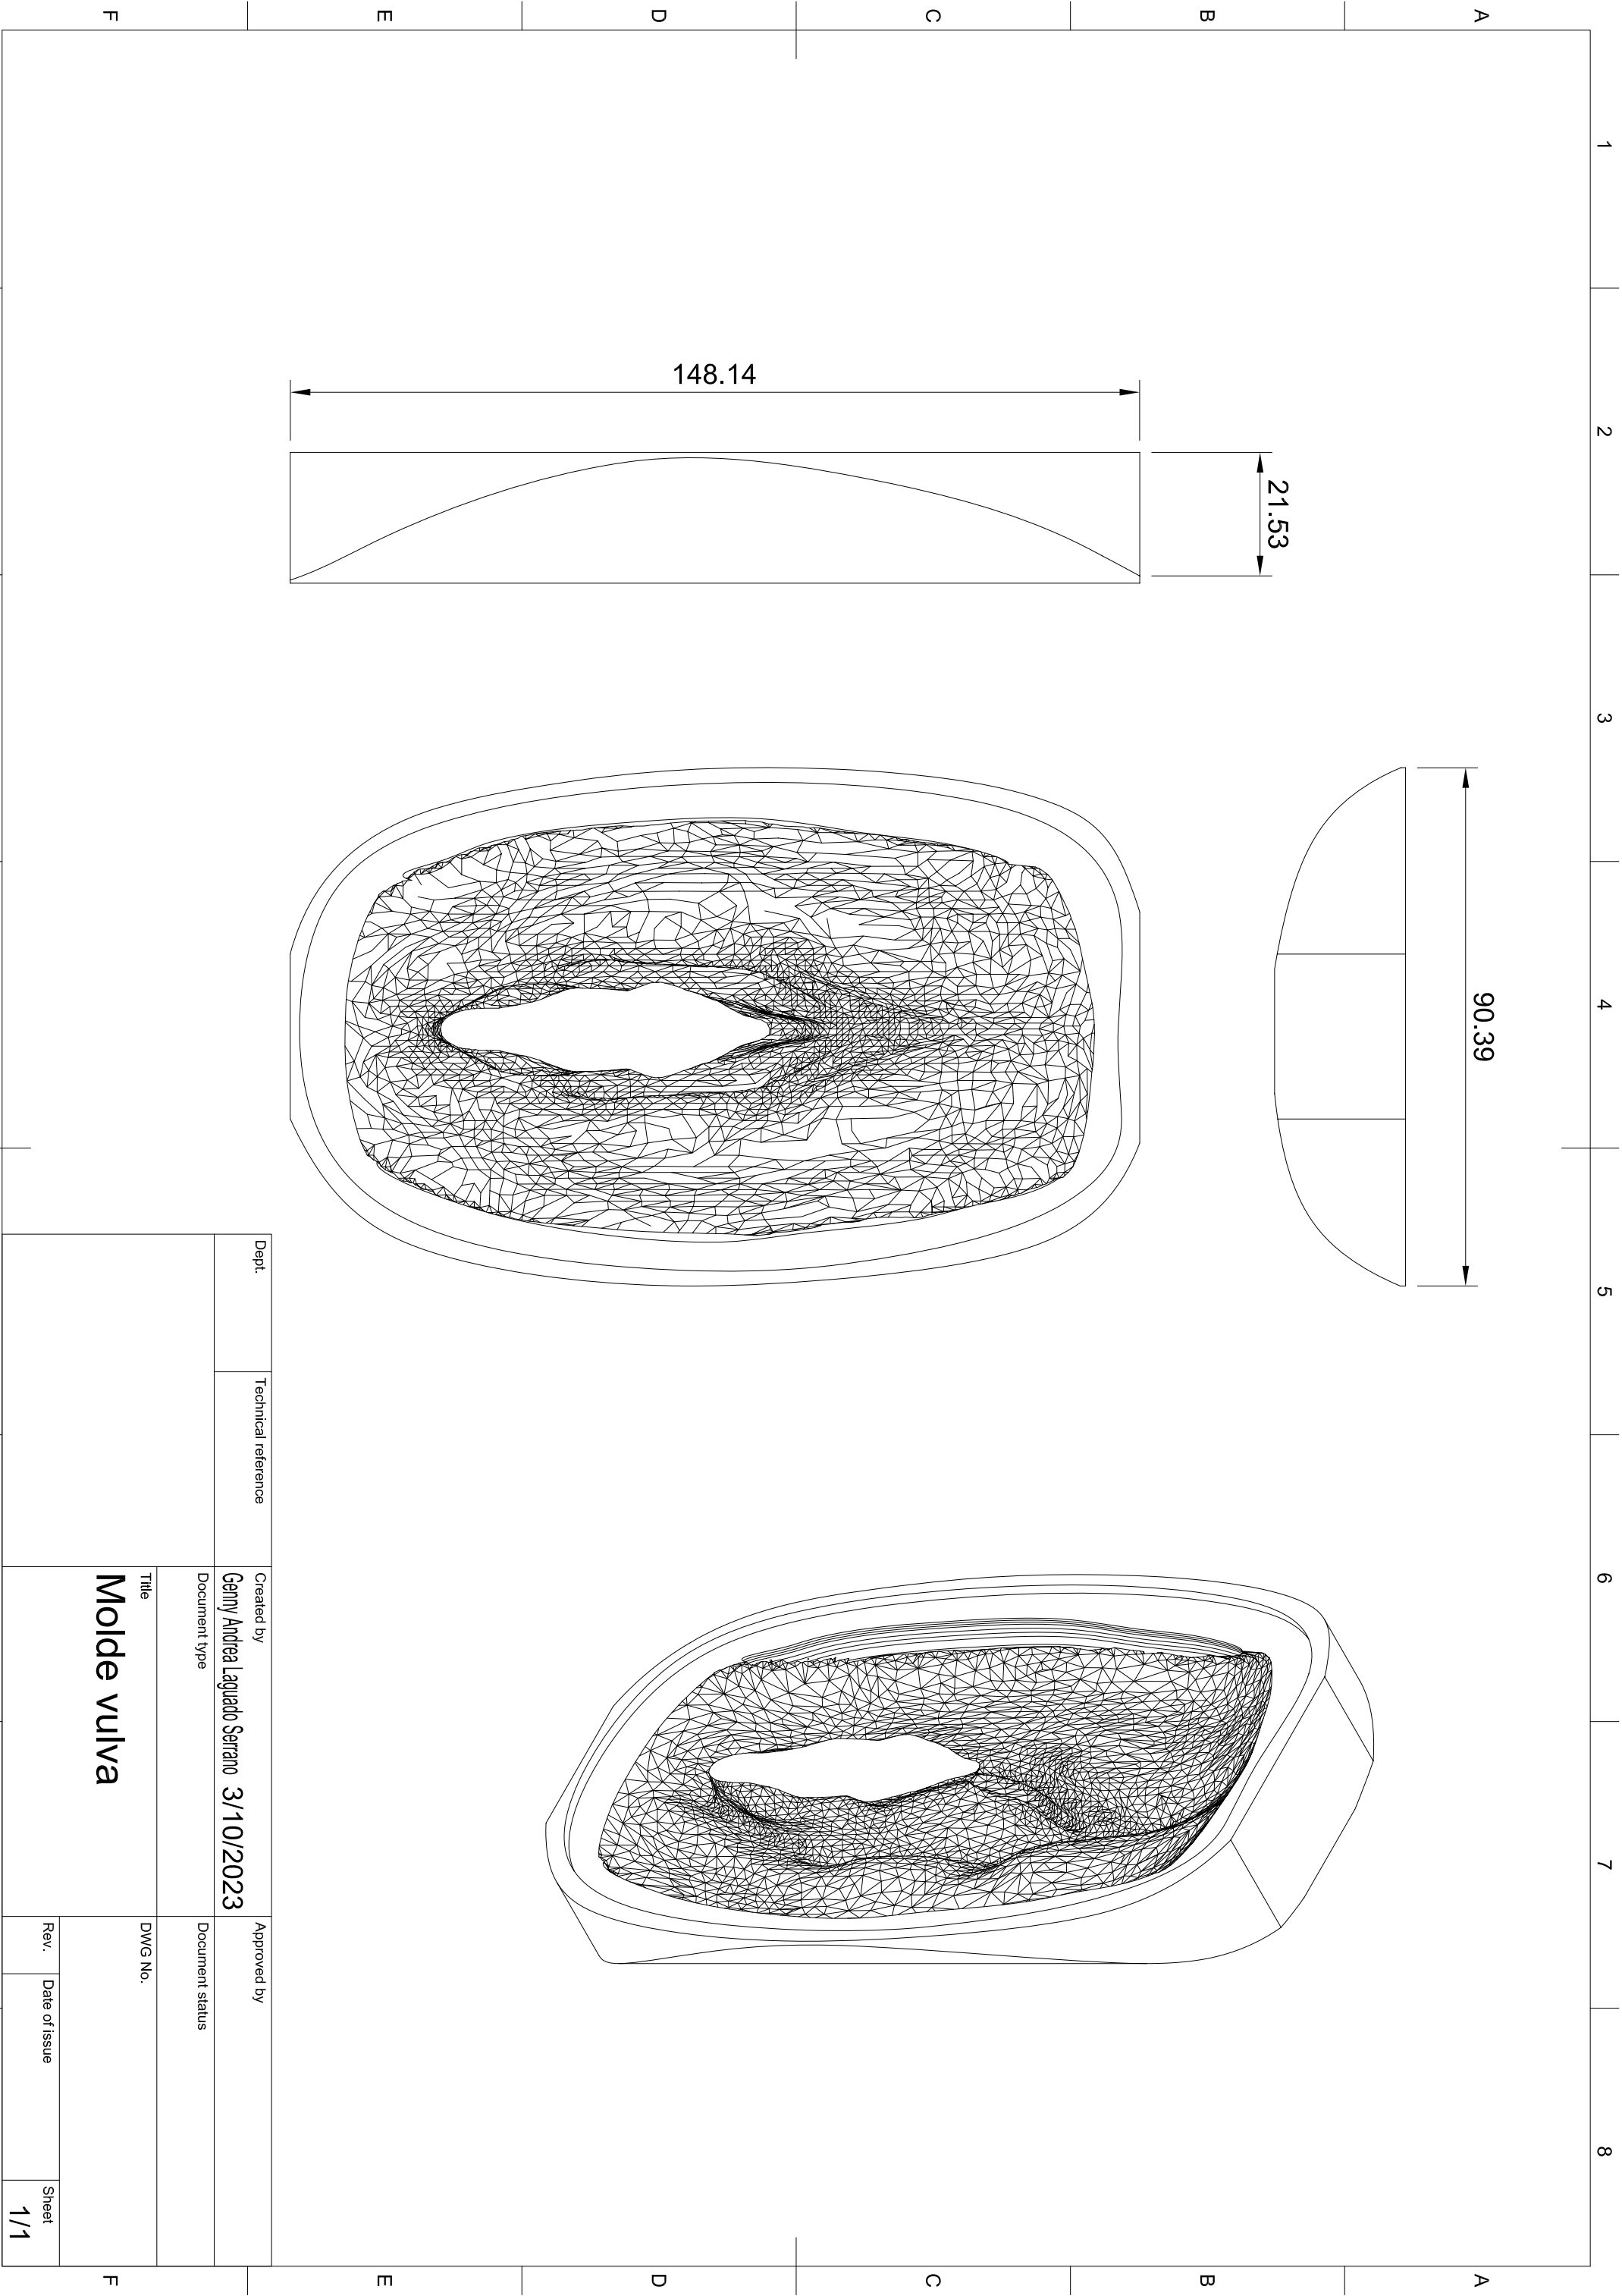 1
2
3
4
5
6
7
8
A
B
C
D
E
F
A
B
C
D
E
F
90.39
21.53
148.14
Dept.
Technical reference
Created by
Approved by
Genny Andrea Laguado Serrano 3/10/2023
Document type
Document status
Title
DWG No.
Molde vulva
Rev.
Date of issue
Sheet
1/1